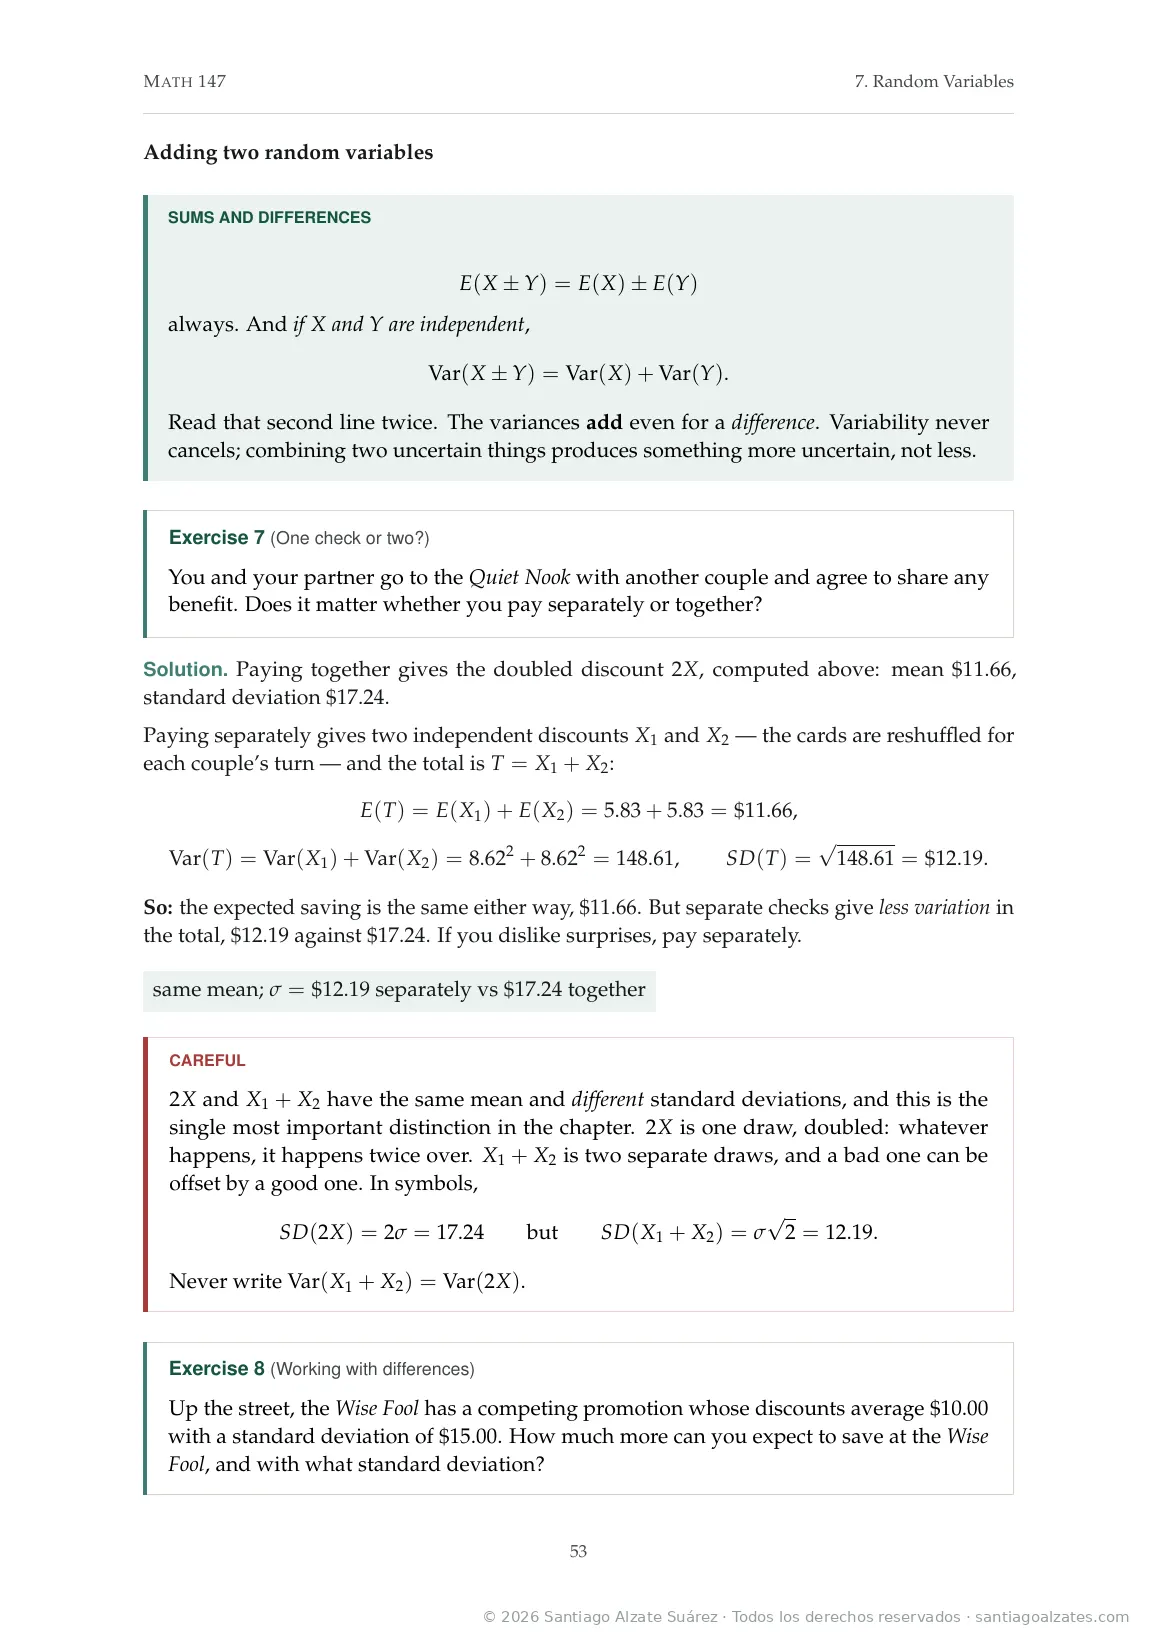 MATH 147
7. Random Variables
Adding two random variables
SUMS AND DIFFERENCES
E(X ± Y) = E(X) ± E(Y)
always. And if X and Y are independent,
Var(X ± Y) = Var(X) + Var(Y).
Read that second line twice. The variances add even for a difference. Variability never
cancels; combining two uncertain things produces something more uncertain, not less.
Exercise 7 (One check or two?)
You and your partner go to the Quiet Nook with another couple and agree to share any
benefit. Does it matter whether you pay separately or together?
Solution. Paying together gives the doubled discount 2X, computed above: mean $11.66,
standard deviation $17.24.
Paying separately gives two independent discounts X₁ and X₂ — the cards are reshuffled for
each couple's turn — and the total is T = X₁ + X₂:
E(T) = E(X₁) + E(X₂) = 5.83 + 5.83 = $11.66,
Var(T) = Var(X₁) + Var(X₂) = 8.62² + 8.62² = 148.61, SD(T) = √148.61 = $12.19.
So: the expected saving is the same either way, $11.66. But separate checks give less variation in
the total, $12.19 against $17.24. If you dislike surprises, pay separately.
same mean; σ = $12.19 separately vs $17.24 together
CAREFUL
2X and X₁ + X₂ have the same mean and different standard deviations, and this is the
single most important distinction in the chapter. 2X is one draw, doubled: whatever
happens, it happens twice over. X₁ + X₂ is two separate draws, and a bad one can be
offset by a good one. In symbols,
SD(2X) = 2σ = 17.24 but SD(X₁ + X₂) = σ√2 = 12.19.
Never write Var(X₁ + X₂) = Var(2X).
Exercise 8 (Working with differences)
Up the street, the Wise Fool has a competing promotion whose discounts average $10.00
with a standard deviation of $15.00. How much more can you expect to save at the Wise
Fool, and with what standard deviation?
53
© 2026 Santiago Alzate Suárez · Todos los derechos reservados · santiagoalzates.com